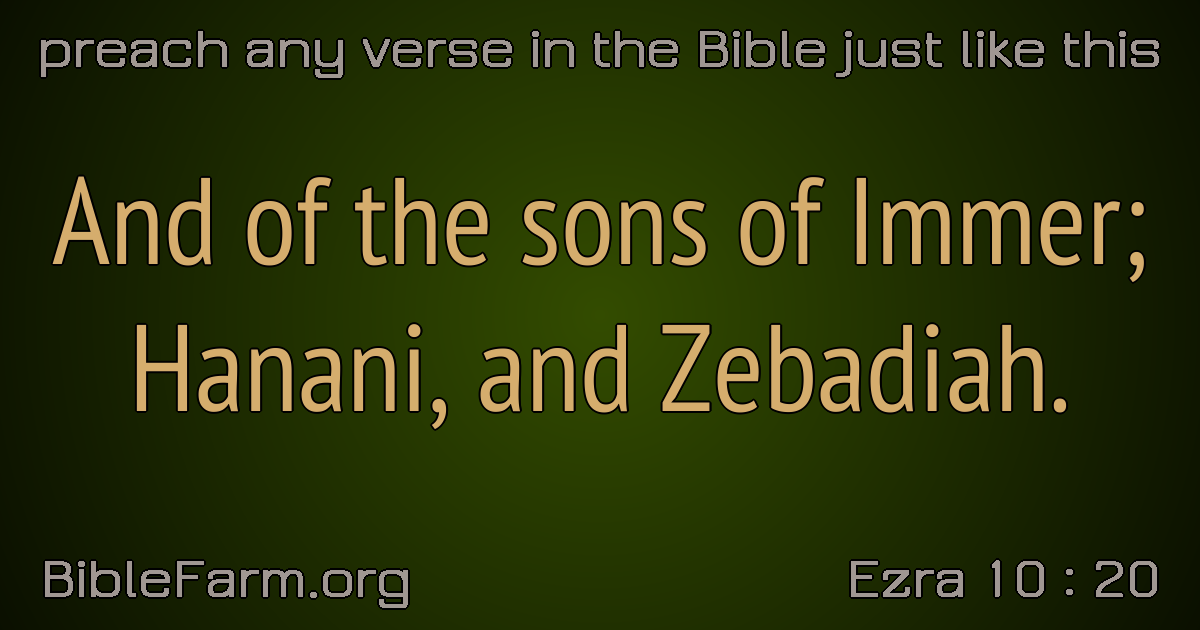 preach any verse in the Bible just like this
And of the sons of Immer;
Hanani, and Zebadiah.
BibleFarm.org
Ezra 10 : 20